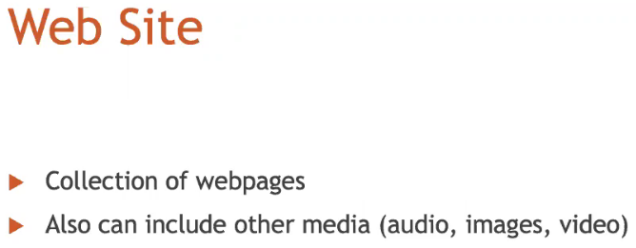 Web Site
Collection of webpages
Also can include other media (audio, images, video)